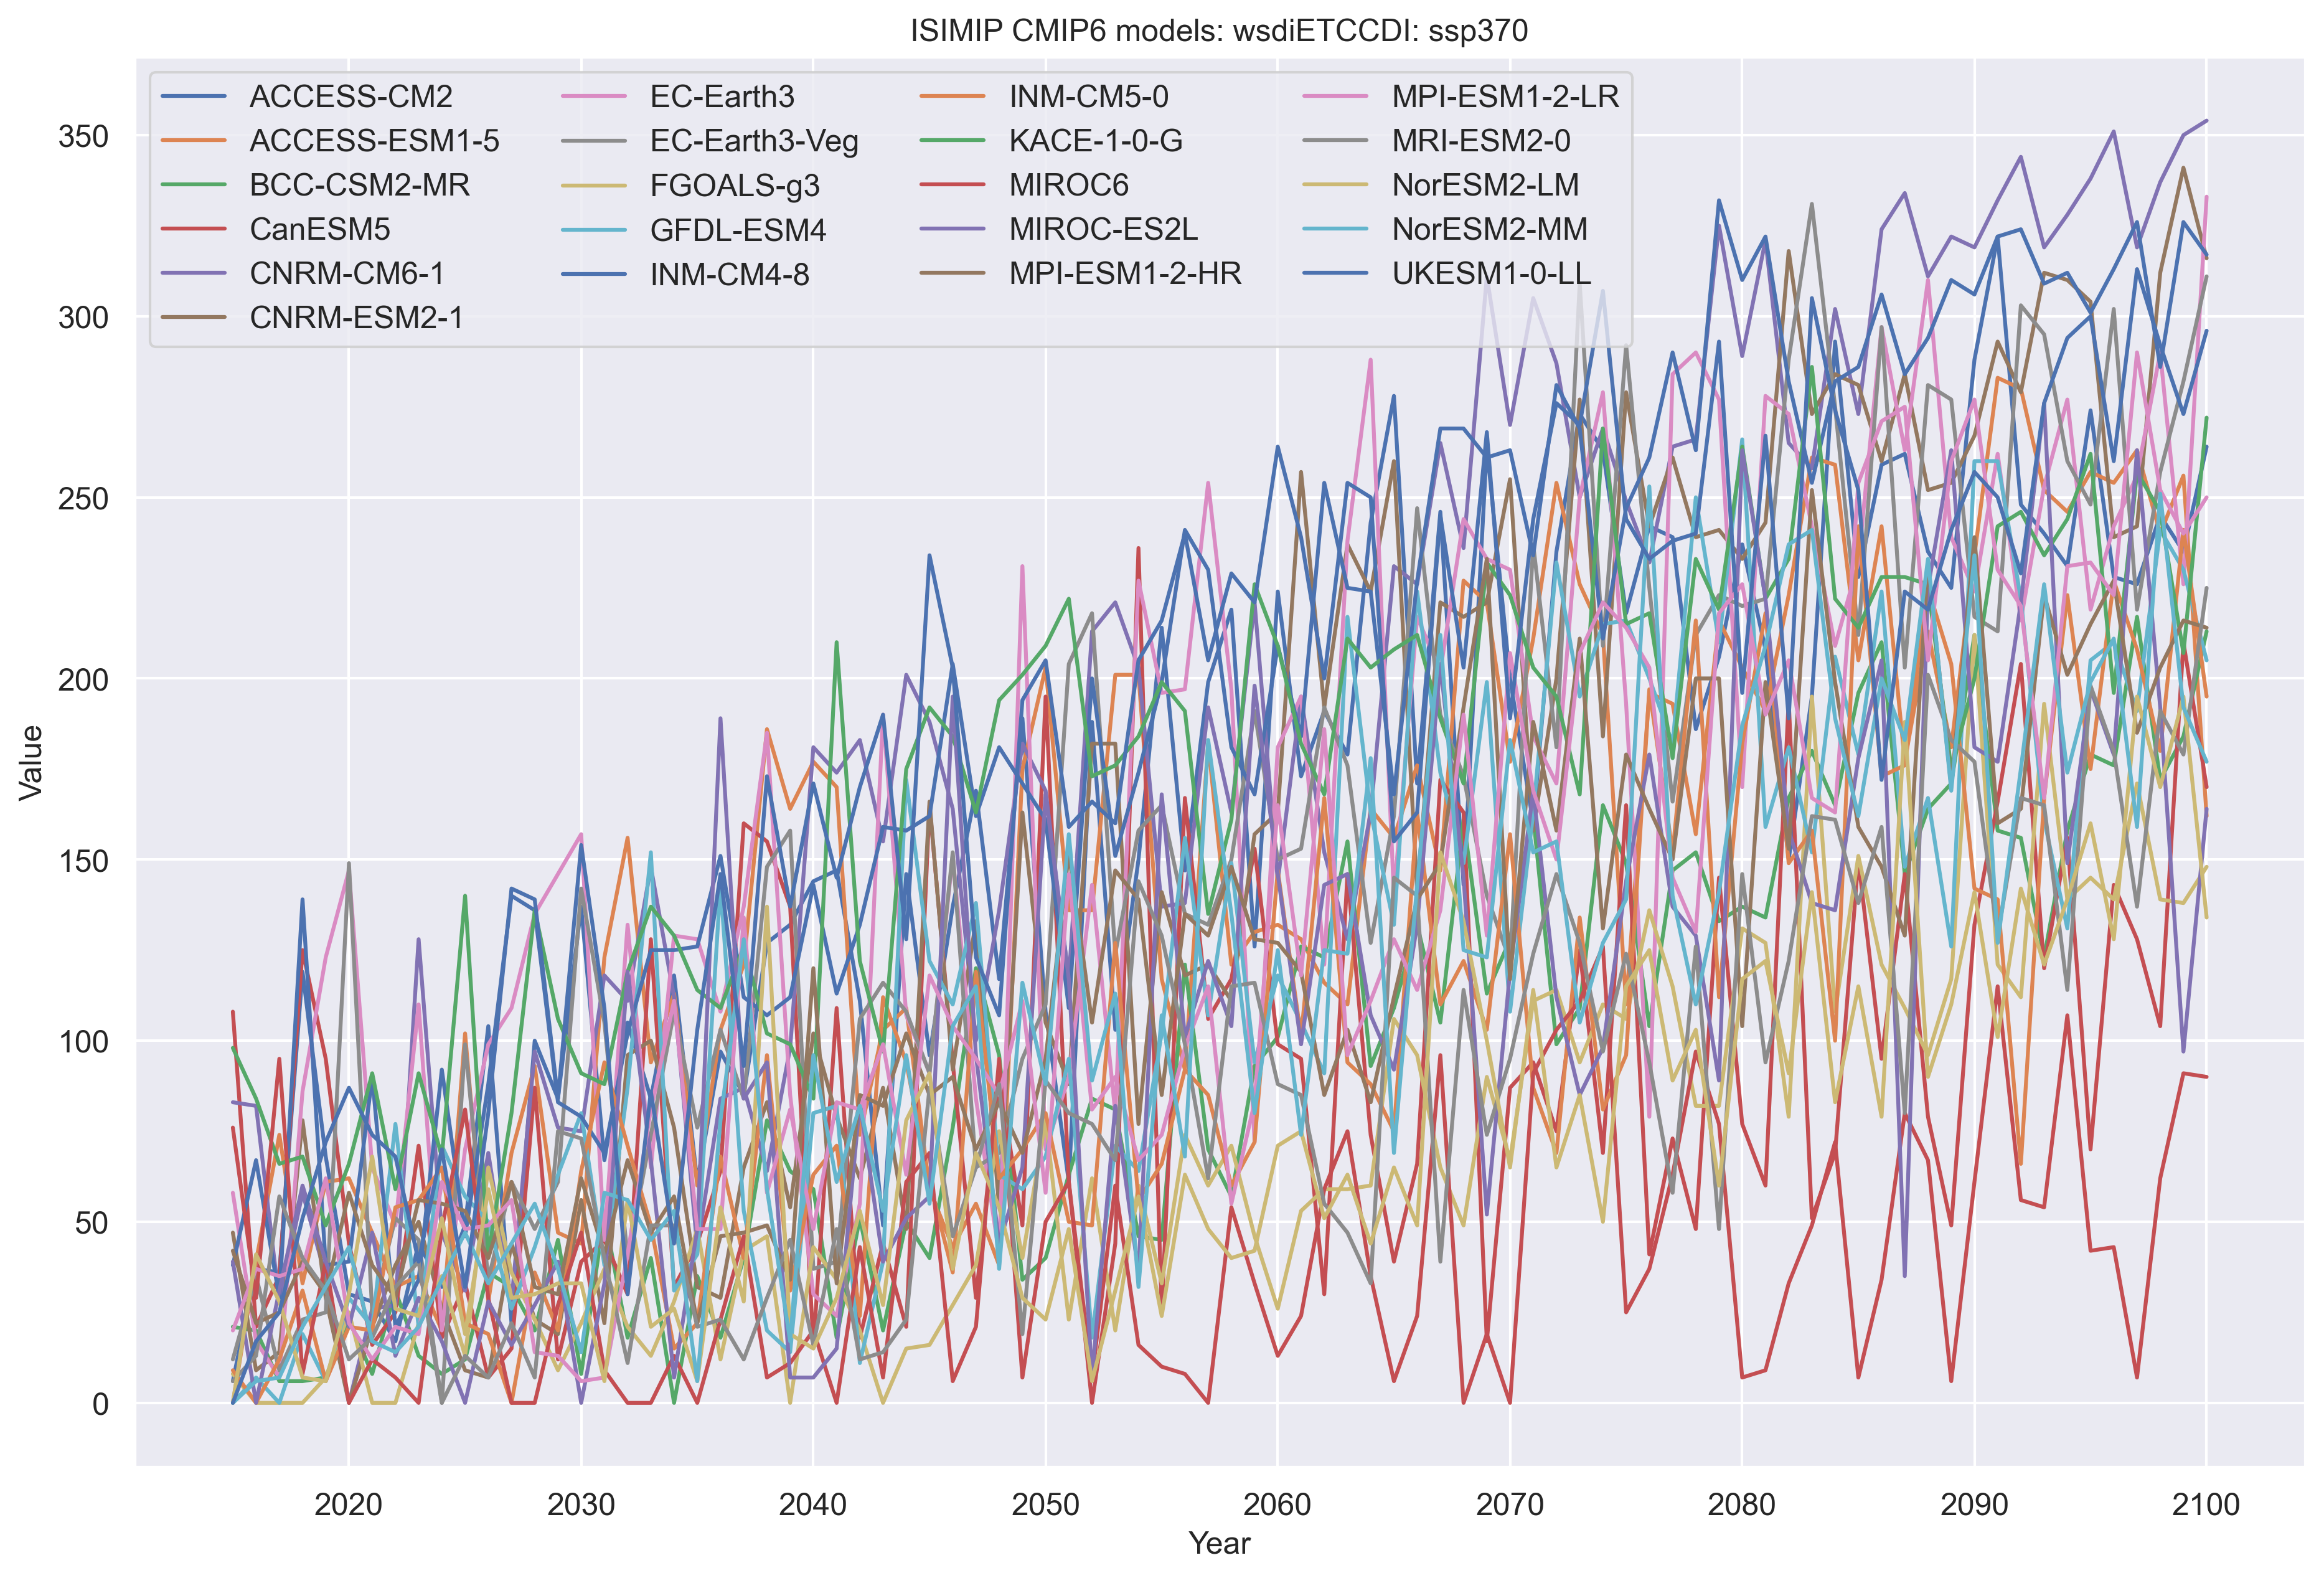 ISIMIP CMIP6 models: wsdiETCCDI: ssp370
ACCESS-CM2
ACCESS-ESM1-5
BCC-CSM2-MR
CanESM5
CNRM-CM6-1
CNRM-ESM2-1
EC-Earth3
EC-Earth3-Veg
FGOALS-g3
GFDL-ESM4
INM-CM4-8
INM-CM5-0
KACE-1-0-G
MIROC6
MIROC-ES2L
MPI-ESM1-2-HR
MPI-ESM1-2-LR
MRI-ESM2-0
NorESM2-LM
NorESM2-MM
UKESM1-0-LL
Value
350
300
250
200
150
100
50
0
2020 2030 2040 2050 2060 2070 2080 2090 2100
Year